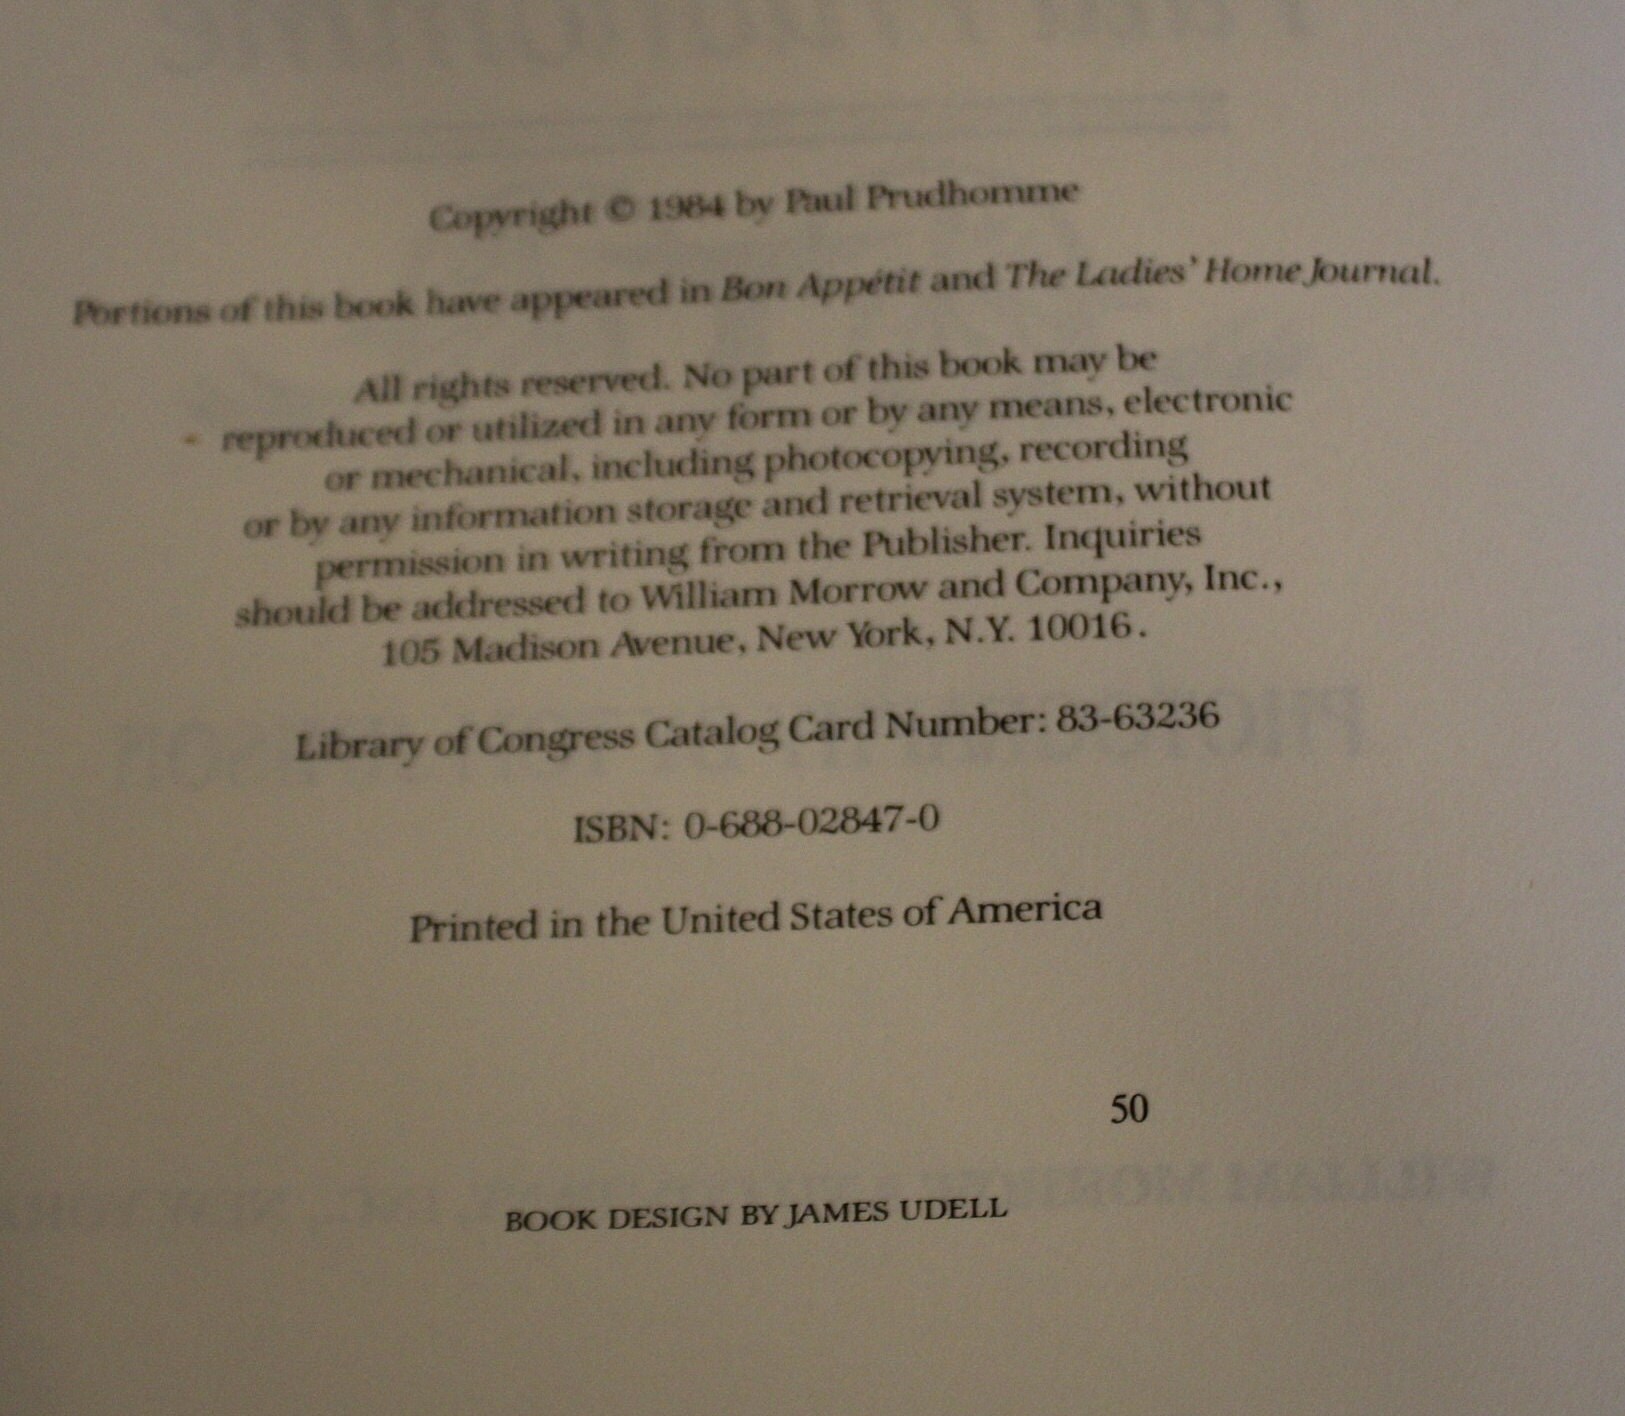 Copyright © 1984 by Paul Prudhomme
Portions of this book have appeared in Bon Appétit and The Ladies' Home Journal.
All rights reserved. No part of this book may be
reproduced or utilized in any form or by any means, electronic
or mechanical, including photocopying, recording
or by any information storage and retrieval system, without
permission in writing from the Publisher. Inquiries
should be addressed to William Morrow and Company, Inc.,
105 Madison Avenue, New York, N.Y. 10016.
Library of Congress Catalog Card Number: 83-63236
ISBN: 0-688-02847-0
Printed in the United States of America
50
BOOK DESIGN BY JAMES UDELL